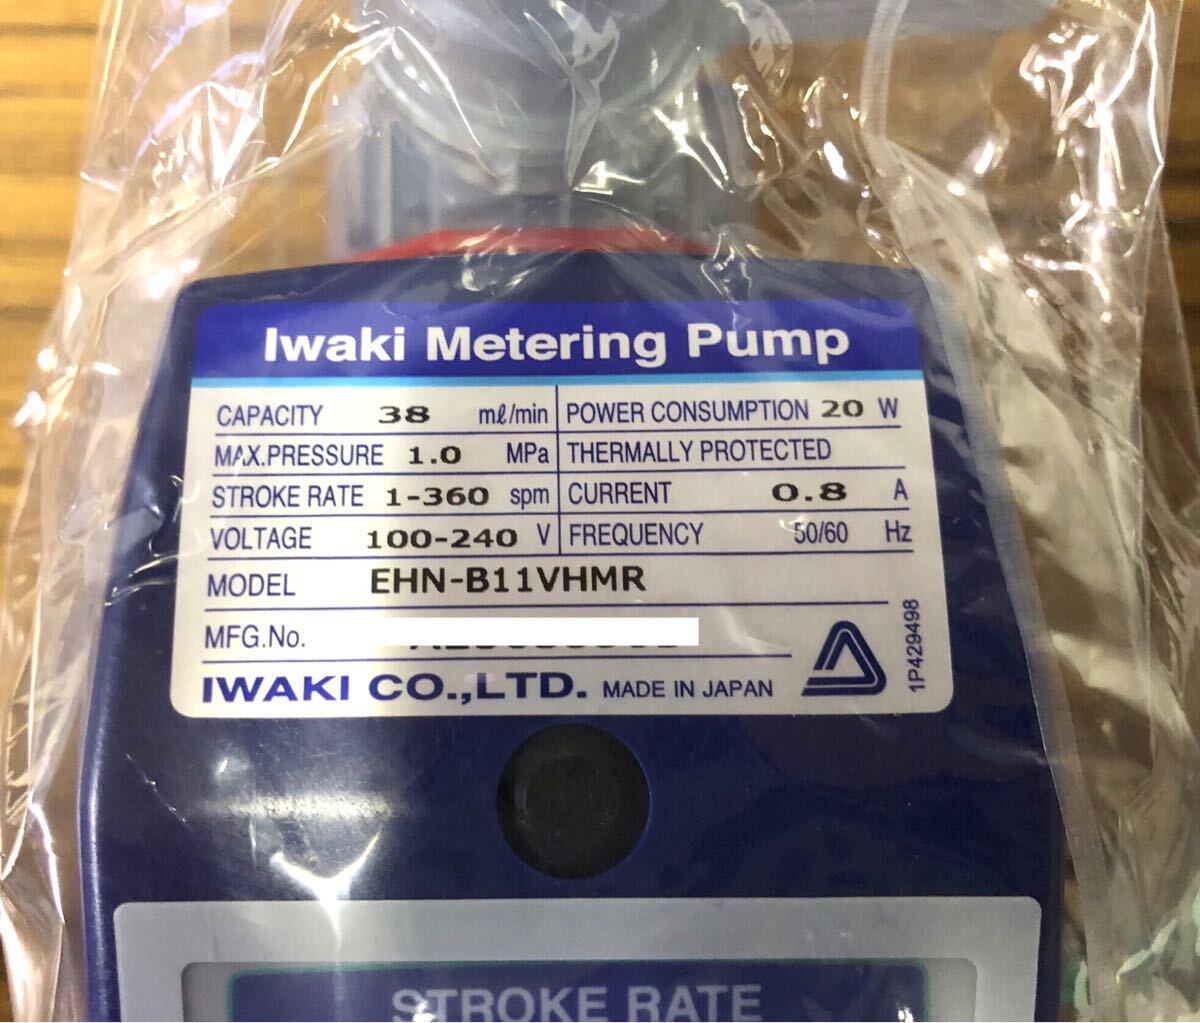 Iwaki Metering Pump
CAPACITY 38 mℓ/min POWER CONSUMPTION 20 W
MAX.PRESSURE 1.0 MPa THERMALLY PROTECTED
STROKE RATE 1-360 spm CURRENT 0.8 A
VOLTAGE 100-240 V FREQUENCY 50/60 Hz
MODEL EHN-B11VHMR
MFG.No.
IWAKI CO.,LTD. MADE IN JAPAN
1P429498
STROKE RATE